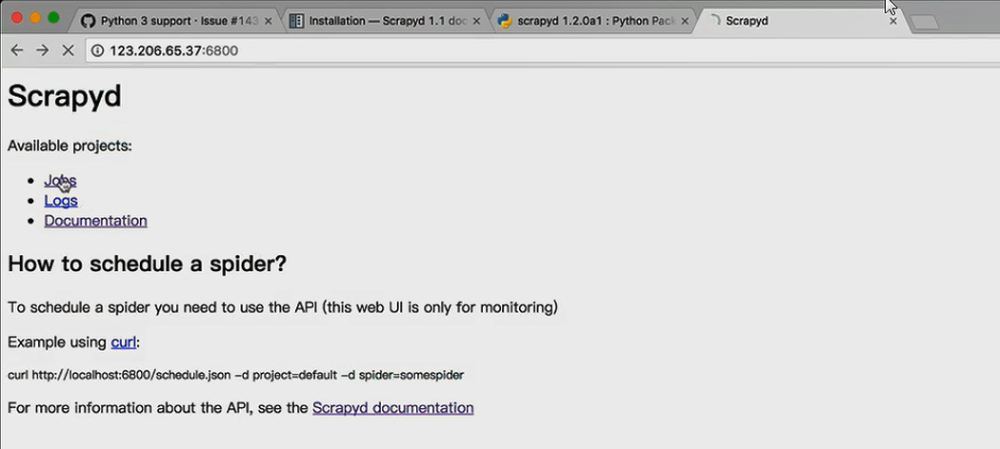 Python 3 support · Issue #143
Installation — Scrapyd 1.1 doc
scrapyd 1.2.0a1 : Python Pack
Scrapyd
123.206.65.37:6800
Scrapyd
Available projects:
Jobs
Logs
Documentation
How to schedule a spider?
To schedule a spider you need to use the API (this web UI is only for monitoring)
Example using curl:
curl http://localhost:6800/schedule.json -d project=default -d spider=somespider
For more information about the API, see the Scrapyd documentation